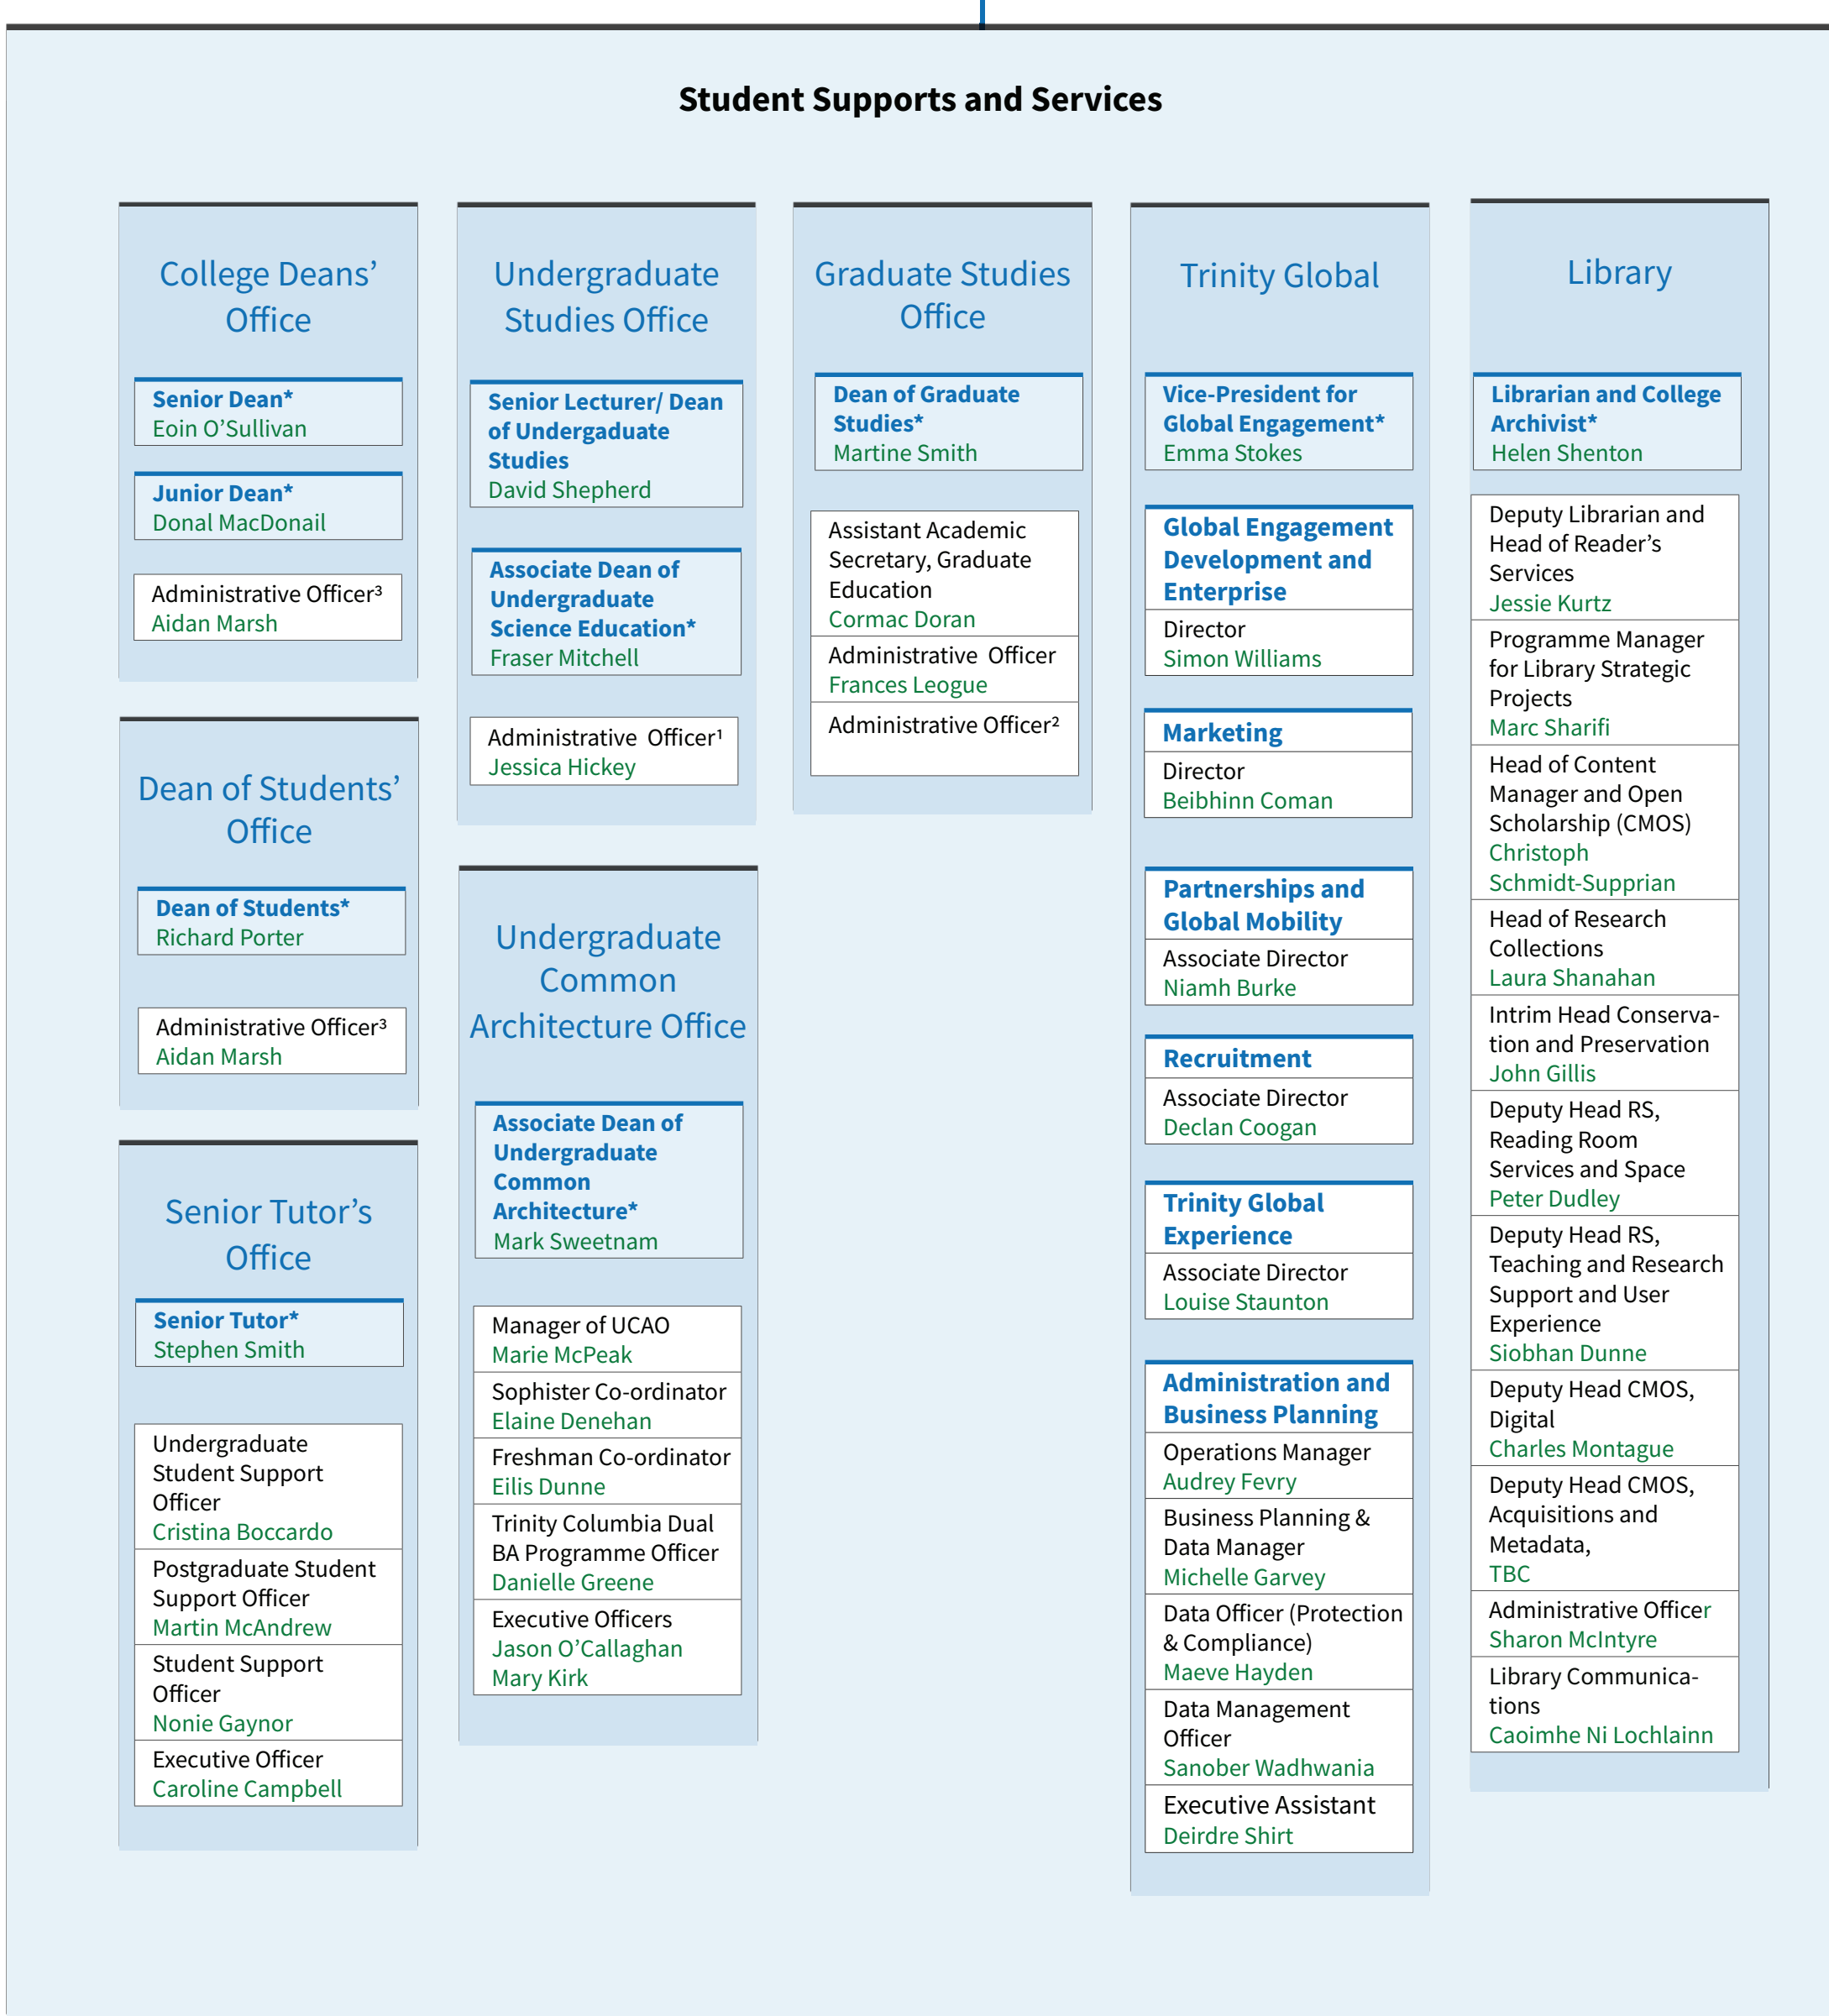 Student Supports and Services
College Deans’
Office
Senior Dean*
Eoin O’Sullivan
Junior Dean*
Donal MacDonail
Administrative Officer³
Aidan Marsh
Dean of Students’
Office
Dean of Students*
Richard Porter
Administrative Officer³
Aidan Marsh
Senior Tutor’s
Office
Senior Tutor*
Stephen Smith
Undergraduate
Student Support
Officer
Cristina Boccardo
Postgraduate Student
Support Officer
Martin McAndrew
Student Support
Officer
Nonie Gaynor
Executive Officer
Caroline Campbell
Undergraduate
Studies Office
Senior Lecturer/ Dean
of Undergaduate
Studies
David Shepherd
Associate Dean of
Undergraduate
Science Education*
Fraser Mitchell
Administrative Officer¹
Jessica Hickey
Undergraduate
Common
Architecture Office
Associate Dean of
Undergraduate
Common
Architecture*
Mark Sweetnam
Manager of UCAO
Marie McPeak
Sophister Co-ordinator
Elaine Denehan
Freshman Co-ordinator
Eilis Dunne
Trinity Columbia Dual
BA Programme Officer
Danielle Greene
Executive Officers
Jason O’Callaghan
Mary Kirk
Graduate Studies
Office
Dean of Graduate
Studies*
Martine Smith
Assistant Academic
Secretary, Graduate
Education
Cormac Doran
Administrative Officer
Frances Leogue
Administrative Officer²
Trinity Global
Vice-President for
Global Engagement*
Emma Stokes
Global Engagement
Development and
Enterprise
Director
Simon Williams
Marketing
Director
Beibhinn Coman
Partnerships and
Global Mobility
Associate Director
Niamh Burke
Recruitment
Associate Director
Declan Coogan
Trinity Global
Experience
Associate Director
Louise Staunton
Administration and
Business Planning
Operations Manager
Audrey Fevry
Business Planning &
Data Manager
Michelle Garvey
Data Officer (Protection
& Compliance)
Maeve Hayden
Data Management
Officer
Sanober Wadhwania
Executive Assistant
Deirdre Shirt
Library
Librarian and College
Archivist*
Helen Shenton
Deputy Librarian and
Head of Reader’s
Services
Jessie Kurtz
Programme Manager
for Library Strategic
Projects
Marc Sharifi
Head of Content
Manager and Open
Scholarship (CMOS)
Christoph
Schmidt-Supprian
Head of Research
Collections
Laura Shanahan
Intrim Head Conserva-
tion and Preservation
John Gillis
Deputy Head RS,
Reading Room
Services and Space
Peter Dudley
Deputy Head RS,
Teaching and Research
Support and User
Experience
Siobhan Dunne
Deputy Head CMOS,
Digital
Charles Montague
Deputy Head CMOS,
Acquisitions and
Metadata,
TBC
Administrative Officer
Sharon McIntyre
Library Communica-
tions
Caoimhe Ni Lochlainn